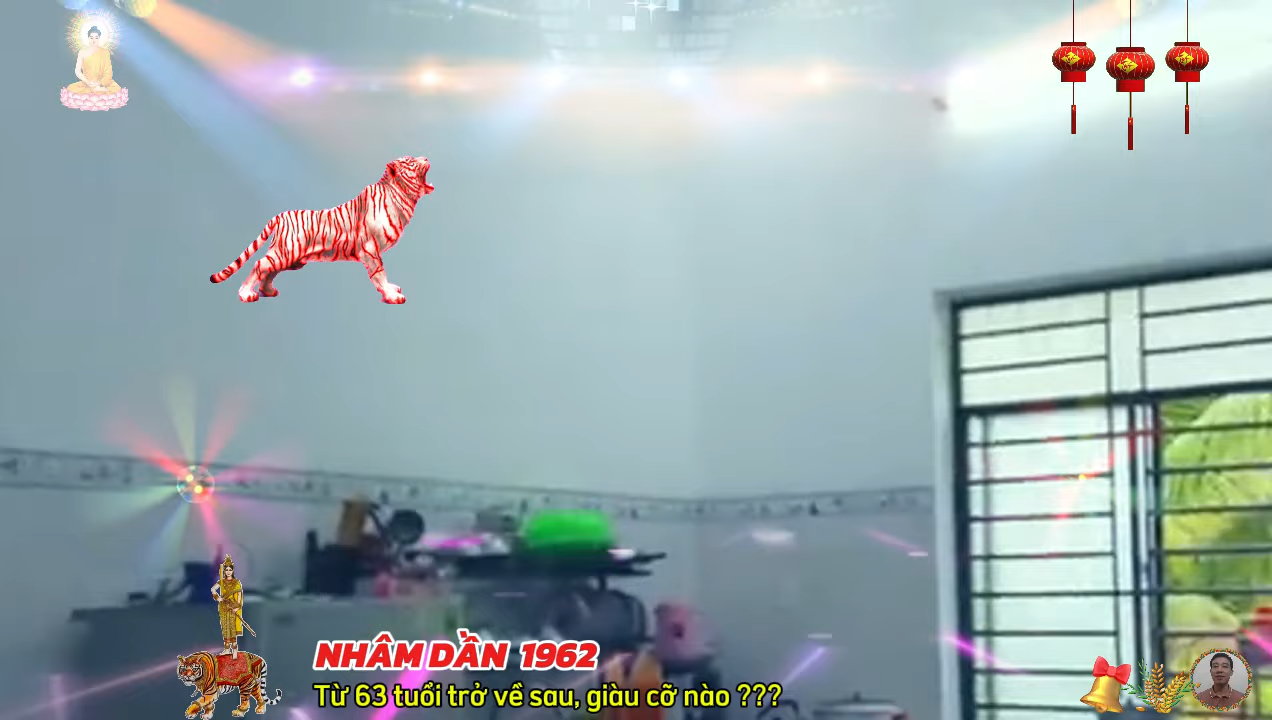 NHÂM DẦN 1962
Từ 63 tuổi trở về sau, giàu cỡ nào ???